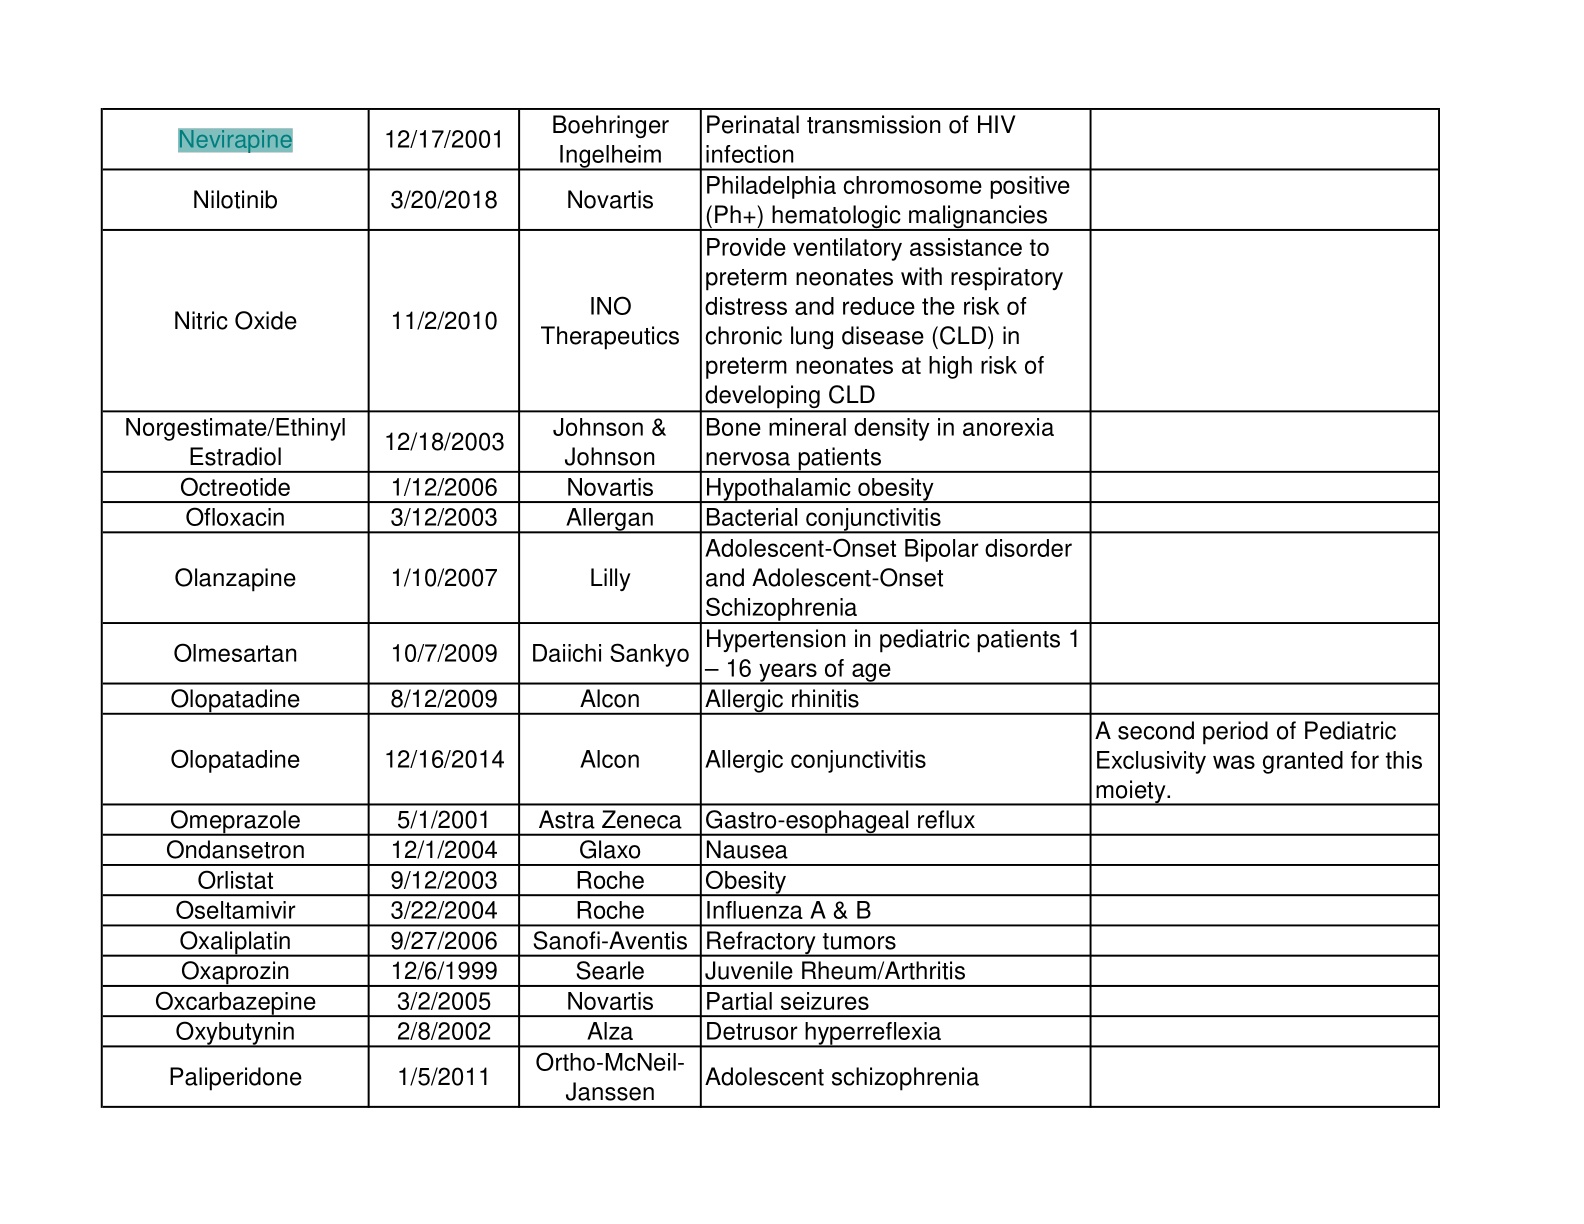 Nevirapine 12/17/2001 Boehringer Ingelheim Perinatal transmission of HIV
infection
Nilotinib 3/20/2018 Novartis Philadelphia chromosome positive
(Ph+) hematologic malignancies
Nitric Oxide 11/2/2010 INO Therapeutics Provide ventilatory assistance to
preterm neonates with respiratory
distress and reduce the risk of
chronic lung disease (CLD) in
preterm neonates at high risk of
developing CLD
Norgestimate/Ethinyl Estradiol 12/18/2003 Johnson & Johnson Bone mineral density in anorexia
nervosa patients
Octreotide 1/12/2006 Novartis Hypothalamic obesity
Ofloxacin 3/12/2003 Allergan Bacterial conjunctivitis
Olanzapine 1/10/2007 Lilly Adolescent-Onset Bipolar disorder
and Adolescent-Onset
Schizophrenia
Olmesartan 10/7/2009 Daiichi Sankyo Hypertension in pediatric patients 1
– 16 years of age
Olopatadine 8/12/2009 Alcon Allergic rhinitis
Olopatadine 12/16/2014 Alcon Allergic conjunctivitis A second period of Pediatric
Exclusivity was granted for this
moiety.
Omeprazole 5/1/2001 Astra Zeneca Gastro-esophageal reflux
Ondansetron 12/1/2004 Glaxo Nausea
Orlistat 9/12/2003 Roche Obesity
Oseltamivir 3/22/2004 Roche Influenza A & B
Oxaliplatin 9/27/2006 Sanofi-Aventis Refractory tumors
Oxaprozin 12/6/1999 Searle Juvenile Rheum/Arthritis
Oxcarbazepine 3/2/2005 Novartis Partial seizures
Oxybutynin 2/8/2002 Alza Detrusor hyperreflexia
Paliperidone 1/5/2011 Ortho-McNeil-
Janssen Adolescent schizophrenia